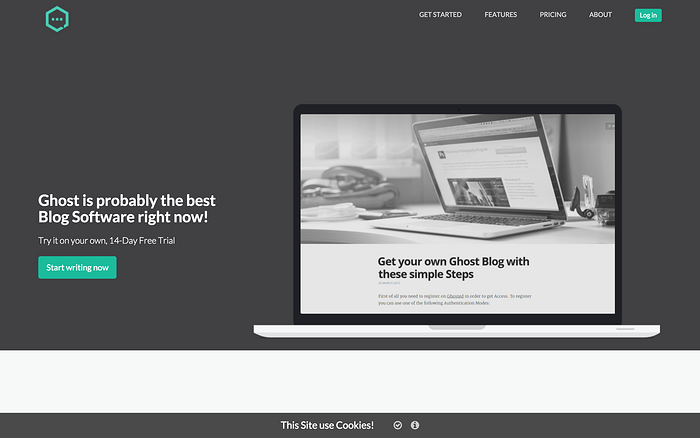 GET STARTED
FEATURES
PRICING
ABOUT
Log in
Ghost is probably the best
Blog Software right now!
Try it on your own, 14-Day Free Trial
Start writing now
Get your own Ghost Blog with
these simple Steps
First of all you need to register on Ghosted in order to get Access. To register
you can use one of the following Authentication Modes:
This Site use Cookies!